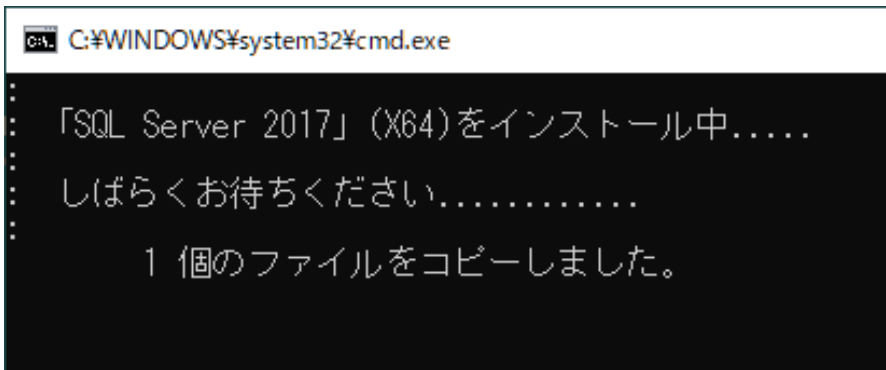 C:¥WINDOWS¥system32¥cmd.exe
:
: 「SQL Server 2017」(X64)をインストール中.....
:
: しばらくお待ちください............
:
1 個のファイルをコピーしました。